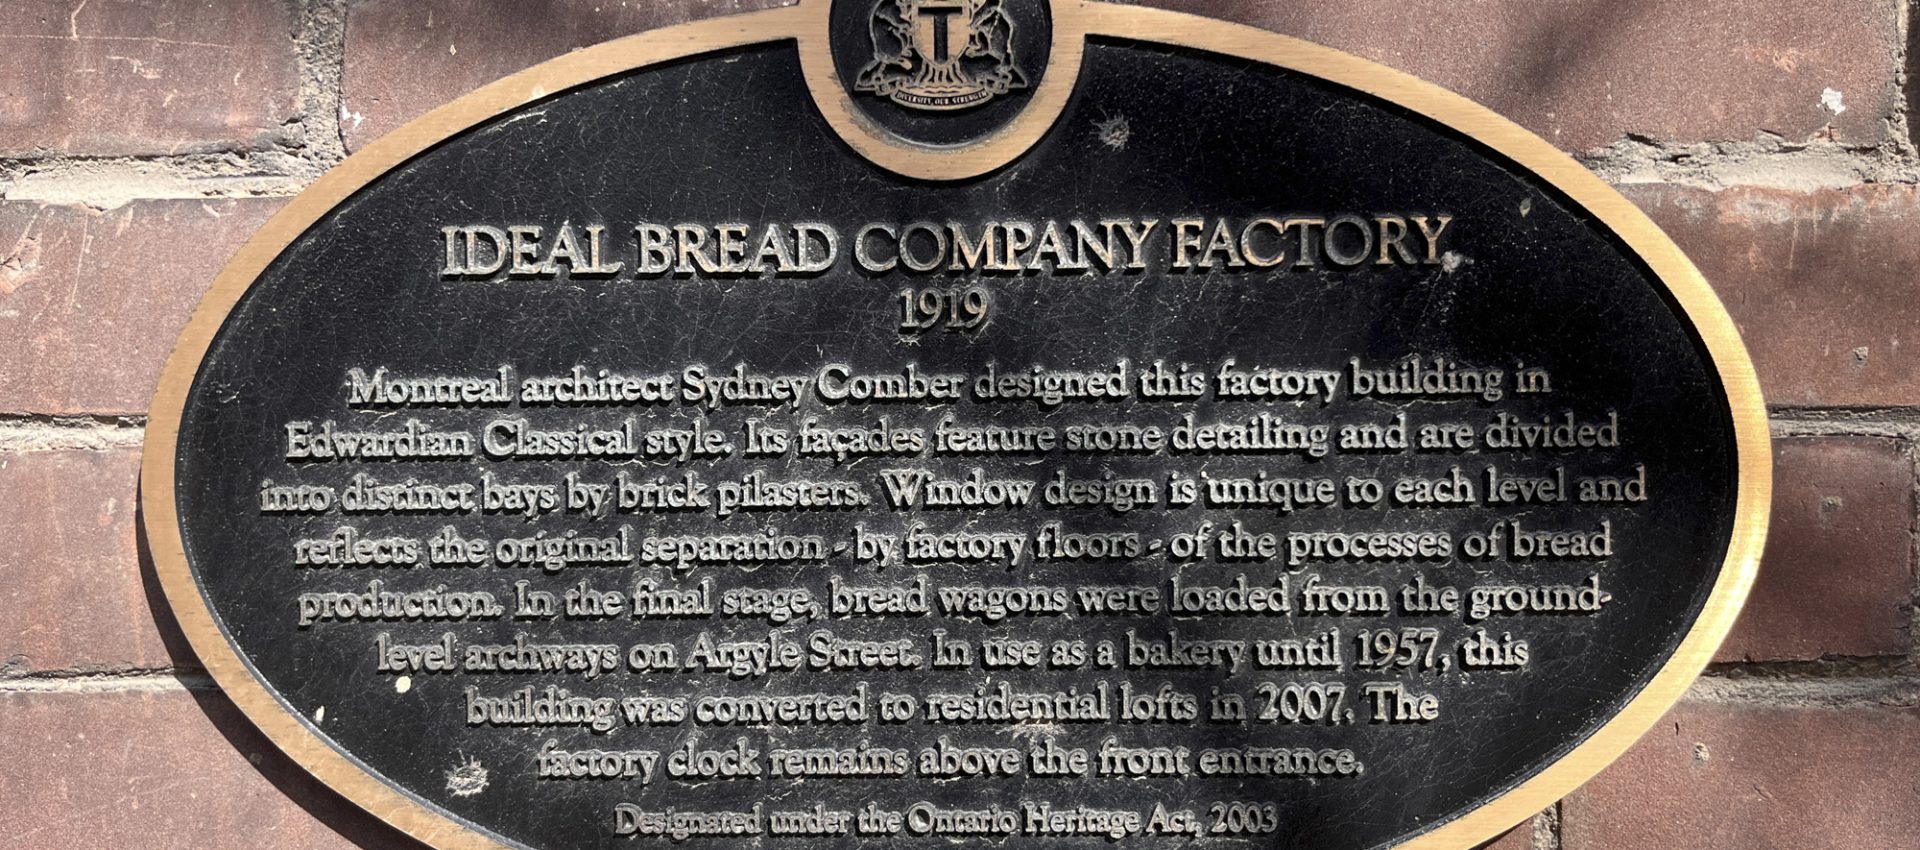 DIVERSITY OUR STRENGTH
IDEAL BREAD COMPANY FACTORY
1919
Montreal architect Sydney Comber designed this factory building in
Edwardian Classical style. Its façades feature stone detailing and are divided
into distinct bays by brick pilasters. Window design is unique to each level and
reflects the original separation - by factory floors - of the processes of bread
production. In the final stage, bread wagons were loaded from the ground-
level archways on Argyle Street. In use as a bakery until 1957, this
building was converted to residential lofts in 2007. The
factory clock remains above the front entrance.
Designated under the Ontario Heritage Act, 2003